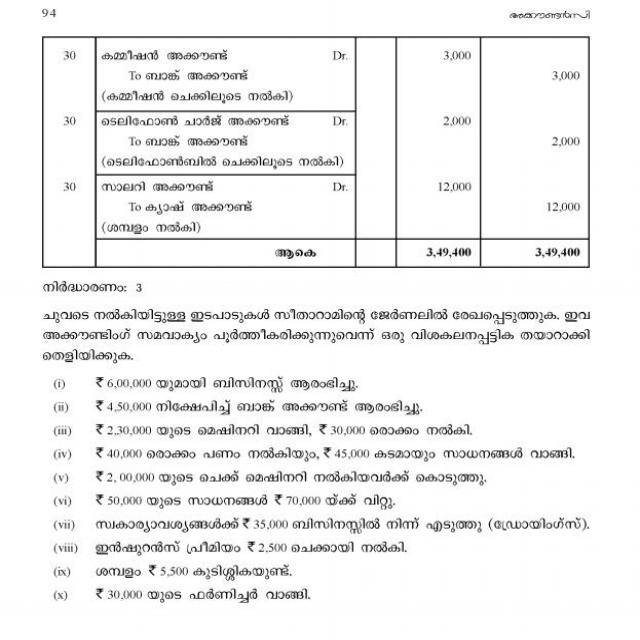 94 അക്കൗണ്ടൻസി
30 കമ്മീഷൻ അക്കൗണ്ട് Dr. 3,000
To ബാങ്ക് അക്കൗണ്ട് 3,000
(കമ്മീഷൻ ചെക്കിലൂടെ നൽകി)
30 ടെലിഫോൺ ചാർജ് അക്കൗണ്ട് Dr. 2,000
To ബാങ്ക് അക്കൗണ്ട് 2,000
(ടെലിഫോൺബിൽ ചെക്കിലൂടെ നൽകി)
30 സാലറി അക്കൗണ്ട് Dr. 12,000
To ക്യാഷ് അക്കൗണ്ട് 12,000
(ശമ്പളം നൽകി)
ആകെ 3,49,400 3,49,400
നിർദ്ധാരണം: 3
ചുവടെ നൽകിയിട്ടുള്ള ഇടപാടുകൾ സീതാറാമിന്റെ ജേർണലിൽ രേഖപ്പെടുത്തുക. ഇവ
അക്കൗണ്ടിംഗ് സമവാക്യം പൂർത്തീകരിക്കുന്നുവെന്ന് ഒരു വിശകലനപ്പട്ടിക തയാറാക്കി
തെളിയിക്കുക.
(i) ₹ 6,00,000 യുമായി ബിസിനസ്സ് ആരംഭിച്ചു.
(ii) ₹ 4,50,000 നിക്ഷേപിച്ച് ബാങ്ക് അക്കൗണ്ട് ആരംഭിച്ചു.
(iii) ₹ 2,30,000 യുടെ മെഷിനറി വാങ്ങി, ₹ 30,000 രൊക്കം നൽകി.
(iv) ₹ 40,000 രൊക്കം പണം നൽകിയും, ₹ 45,000 കടമായും സാധനങ്ങൾ വാങ്ങി.
(v) ₹ 2, 00,000 യുടെ ചെക്ക് മെഷിനറി നൽകിയവർക്ക് കൊടുത്തു.
(vi) ₹ 50,000 യുടെ സാധനങ്ങൾ ₹ 70,000 യ്ക്ക് വിറ്റു.
(vii) സ്വകാര്യാവശ്യങ്ങൾക്ക് ₹ 35,000 ബിസിനസ്സിൽ നിന്ന് എടുത്തു (ഡ്രോയിംഗ്സ്).
(viii) ഇൻഷുറൻസ് പ്രീമിയം ₹ 2,500 ചെക്കായി നൽകി.
(ix) ശമ്പളം ₹ 5,500 കുടിശ്ശികയുണ്ട്.
(x) ₹ 30,000 യുടെ ഫർണിച്ചർ വാങ്ങി.